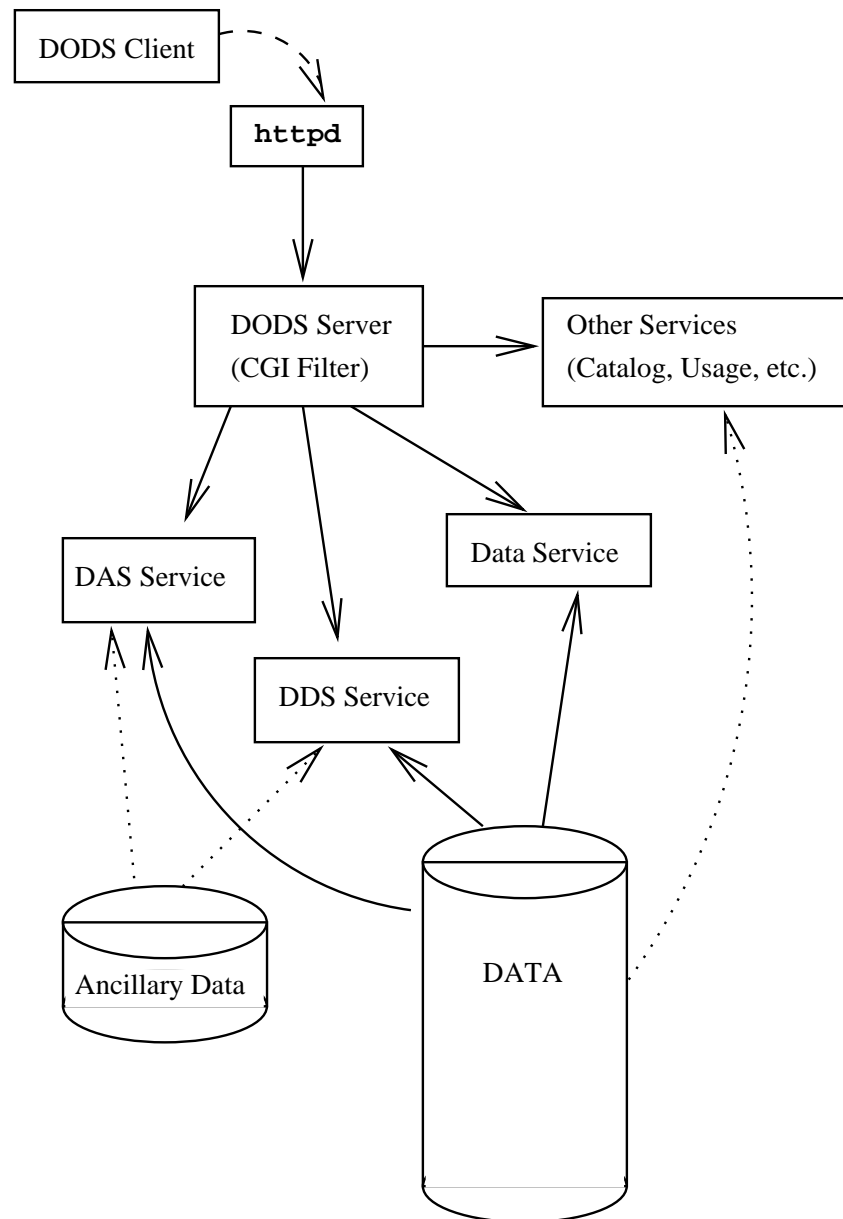 DODS Client
httpd
DODS Server
(CGI Filter)
Other Services
(Catalog, Usage, etc.)
Data Service
DAS Service
DDS Service
DATA
Ancillary Data